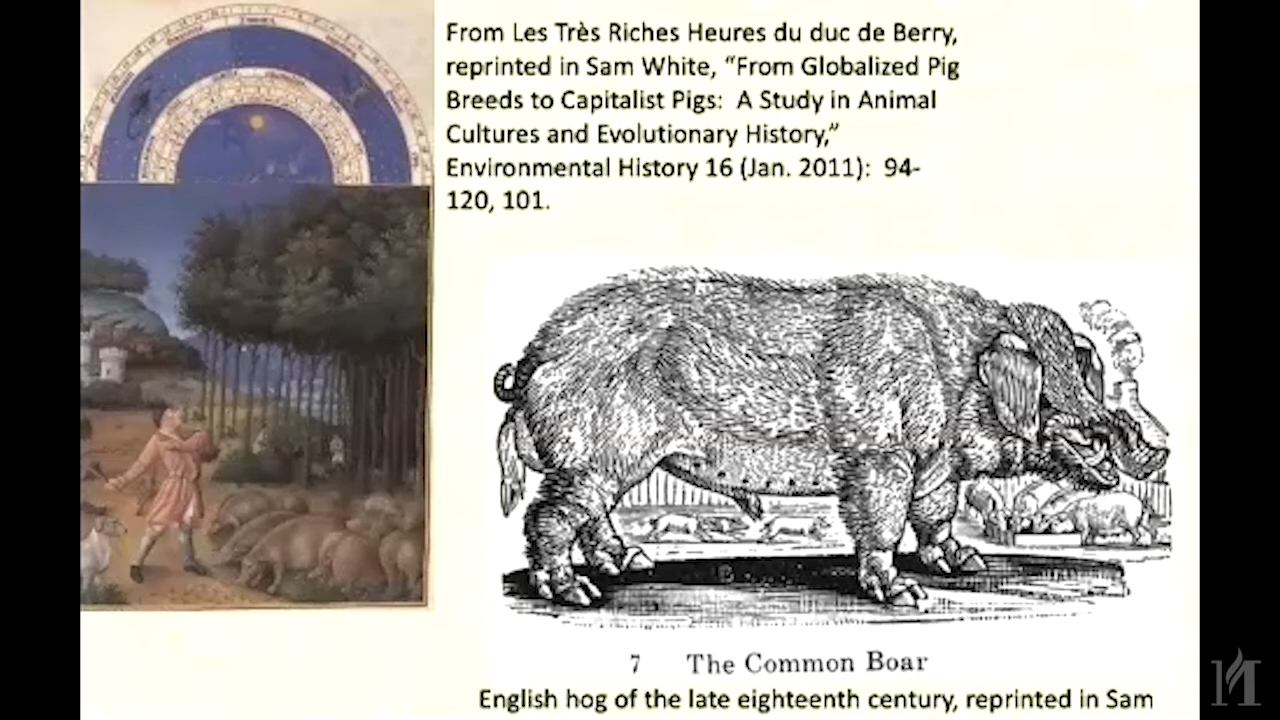 From Les Très Riches Heures du duc de Berry,
reprinted in Sam White, “From Globalized Pig
Breeds to Capitalist Pigs:  A Study in Animal
Cultures and Evolutionary History,”
Environmental History 16 (Jan. 2011):  94-
120, 101.
7 The Common Boar
English hog of the late eighteenth century, reprinted in Sam